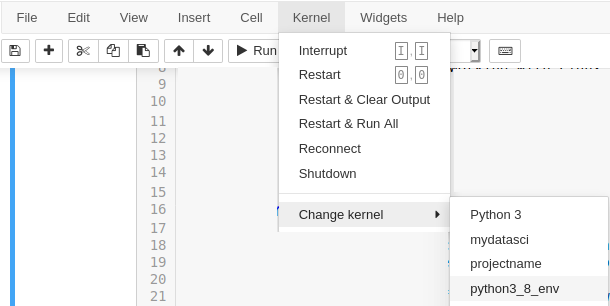 File Edit View Insert Cell Kernel Widgets Help
Run
Interrupt I,I
Restart 0,0
Restart & Clear Output
Restart & Run All
Reconnect
Shutdown
Change kernel
Python 3
mydatasci
projectname
python3_8_env
9
10
11
12
13
14
15
16
17
18
19
20
21